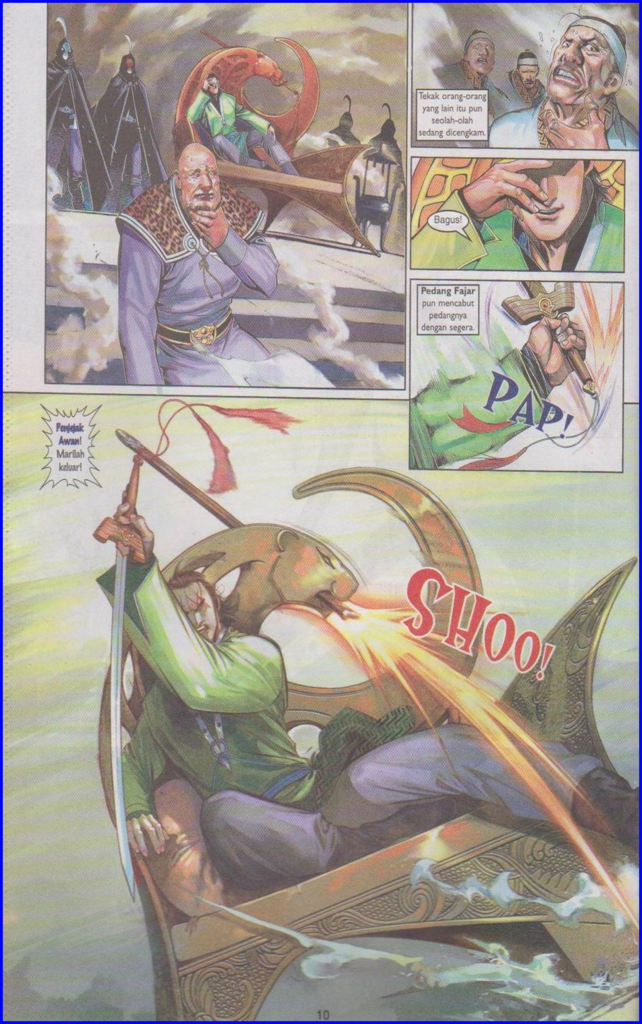 Tekak orang-orang
yang lain itu pun
seolah-olah
sedang dicengkam.
Bagus!
Pedang Fajar
pun mencabut
pedangnya
dengan segera.
PAP!
Penjejak
Awan!
Marilah
keluar!
SHOO!
10